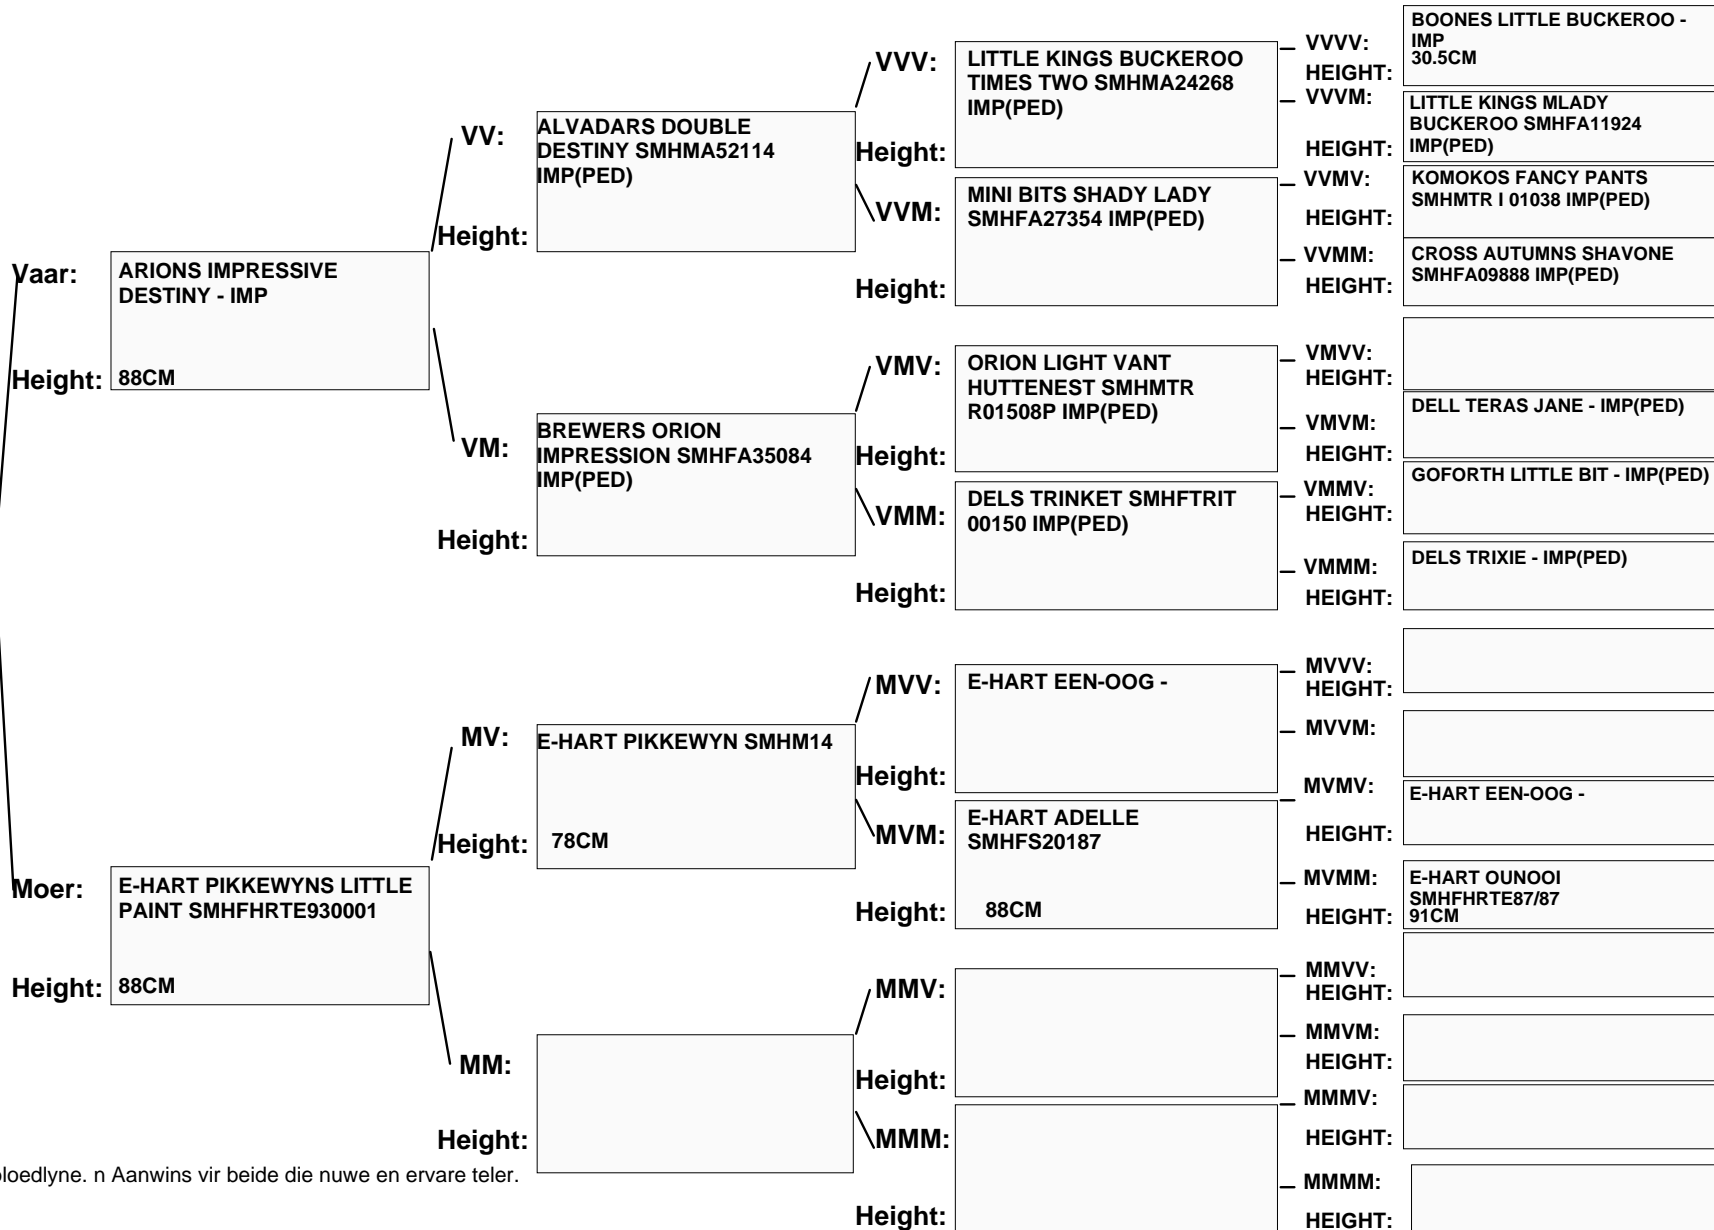 Vaar:
ARIONS IMPRESSIVE
DESTINY - IMP
Height:
88CM
VV:
ALVADARS DOUBLE
DESTINY SMHMA52114
IMP(PED)
Height:
VM:
BREWERS ORION
IMPRESSION SMHFA35084
IMP(PED)
Height:
VVV:
LITTLE KINGS BUCKEROO
TIMES TWO SMHMA24268
IMP(PED)
Height:
VVM:
MINI BITS SHADY LADY
SMHFA27354 IMP(PED)
Height:
VMV:
ORION LIGHT VANT
HUTTENEST SMHMTR
R01508P IMP(PED)
Height:
VMM:
DELS TRINKET SMHFTRIT
00150 IMP(PED)
Height:
VVVV:
BOONES LITTLE BUCKEROO -
IMP
30.5CM
HEIGHT:
VVVM:
LITTLE KINGS MLADY
BUCKEROO SMHFA11924
IMP(PED)
HEIGHT:
VVMV:
KOMOKOS FANCY PANTS
SMHMTR I 01038 IMP(PED)
HEIGHT:
VVMM:
CROSS AUTUMNS SHAVONE
SMHFA09888 IMP(PED)
HEIGHT:
VMVV:
HEIGHT:
VMVM:
DELL TERAS JANE - IMP(PED)
HEIGHT:
VMMV:
GOFORTH LITTLE BIT - IMP(PED)
HEIGHT:
VMMM:
DELS TRIXIE - IMP(PED)
HEIGHT:
Moer:
E-HART PIKKEWYNS LITTLE
PAINT SMHFHRTE930001
Height:
88CM
MV:
E-HART PIKKEWYN SMHM14
Height:
78CM
MM:
Height:
MVV:
E-HART EEN-OOG -
Height:
MVM:
E-HART ADELLE
SMHFS20187
Height:
88CM
MMV:
Height:
MMM:
Height:
MVVV:
HEIGHT:
MVVM:
MVMV:
E-HART EEN-OOG -
HEIGHT:
MVMM:
E-HART OUNOOI
SMHFHRTE87/87
HEIGHT:
91CM
MMVV:
HEIGHT:
MMVM:
HEIGHT:
MMMV:
HEIGHT:
MMMM:
HEIGHT:
loedlyne. n Aanwins vir beide die nuwe en ervare teler.